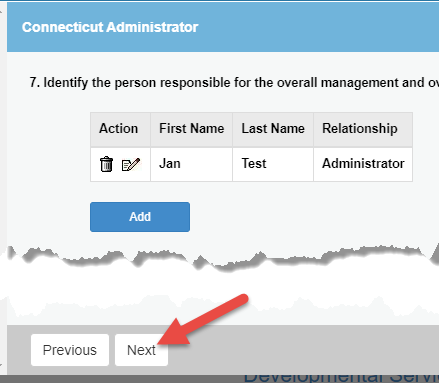 Connecticut Administrator
7. Identify the person responsible for the overall management and ov
Action First Name Last Name Relationship
Jan Test Administrator
Add
Previous Next
Developmental Servic